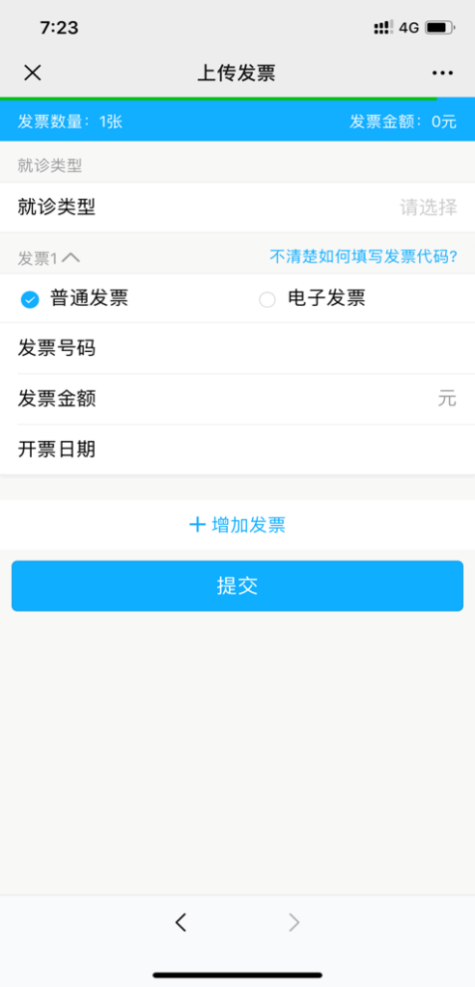 7:23 4G
上传发票
发票数量：1张 发票金额：0元
就诊类型
就诊类型 请选择
发票1 不清楚如何填写发票代码?
普通发票 电子发票
发票号码
发票金额 元
开票日期
增加发票
提交